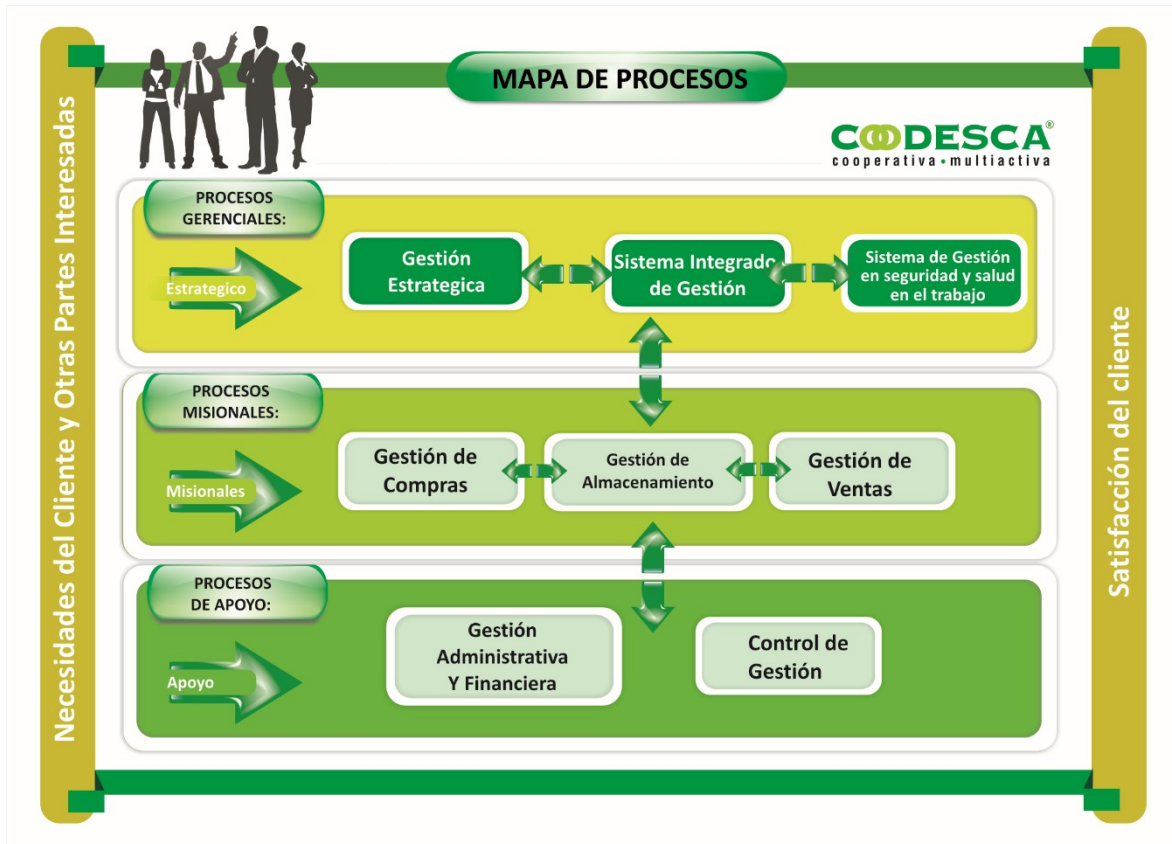 MAPA DE PROCESOS
COODESCA®
cooperativa • multiactiva
Necesidades del Cliente y Otras Partes Interesadas
PROCESOS
GERENCIALES:
Estrategico
Gestión
Estrategica
Sistema Integrado
de Gestión
Sistema de Gestión
en seguridad y salud
en el trabajo
PROCESOS
MISIONALES:
Misionales
Gestión de
Compras
Gestión de
Almacenamiento
Gestión de
Ventas
PROCESOS
DE APOYO:
Apoyo
Gestión
Administrativa
Y Financiera
Control de
Gestión
Satisfacción del cliente